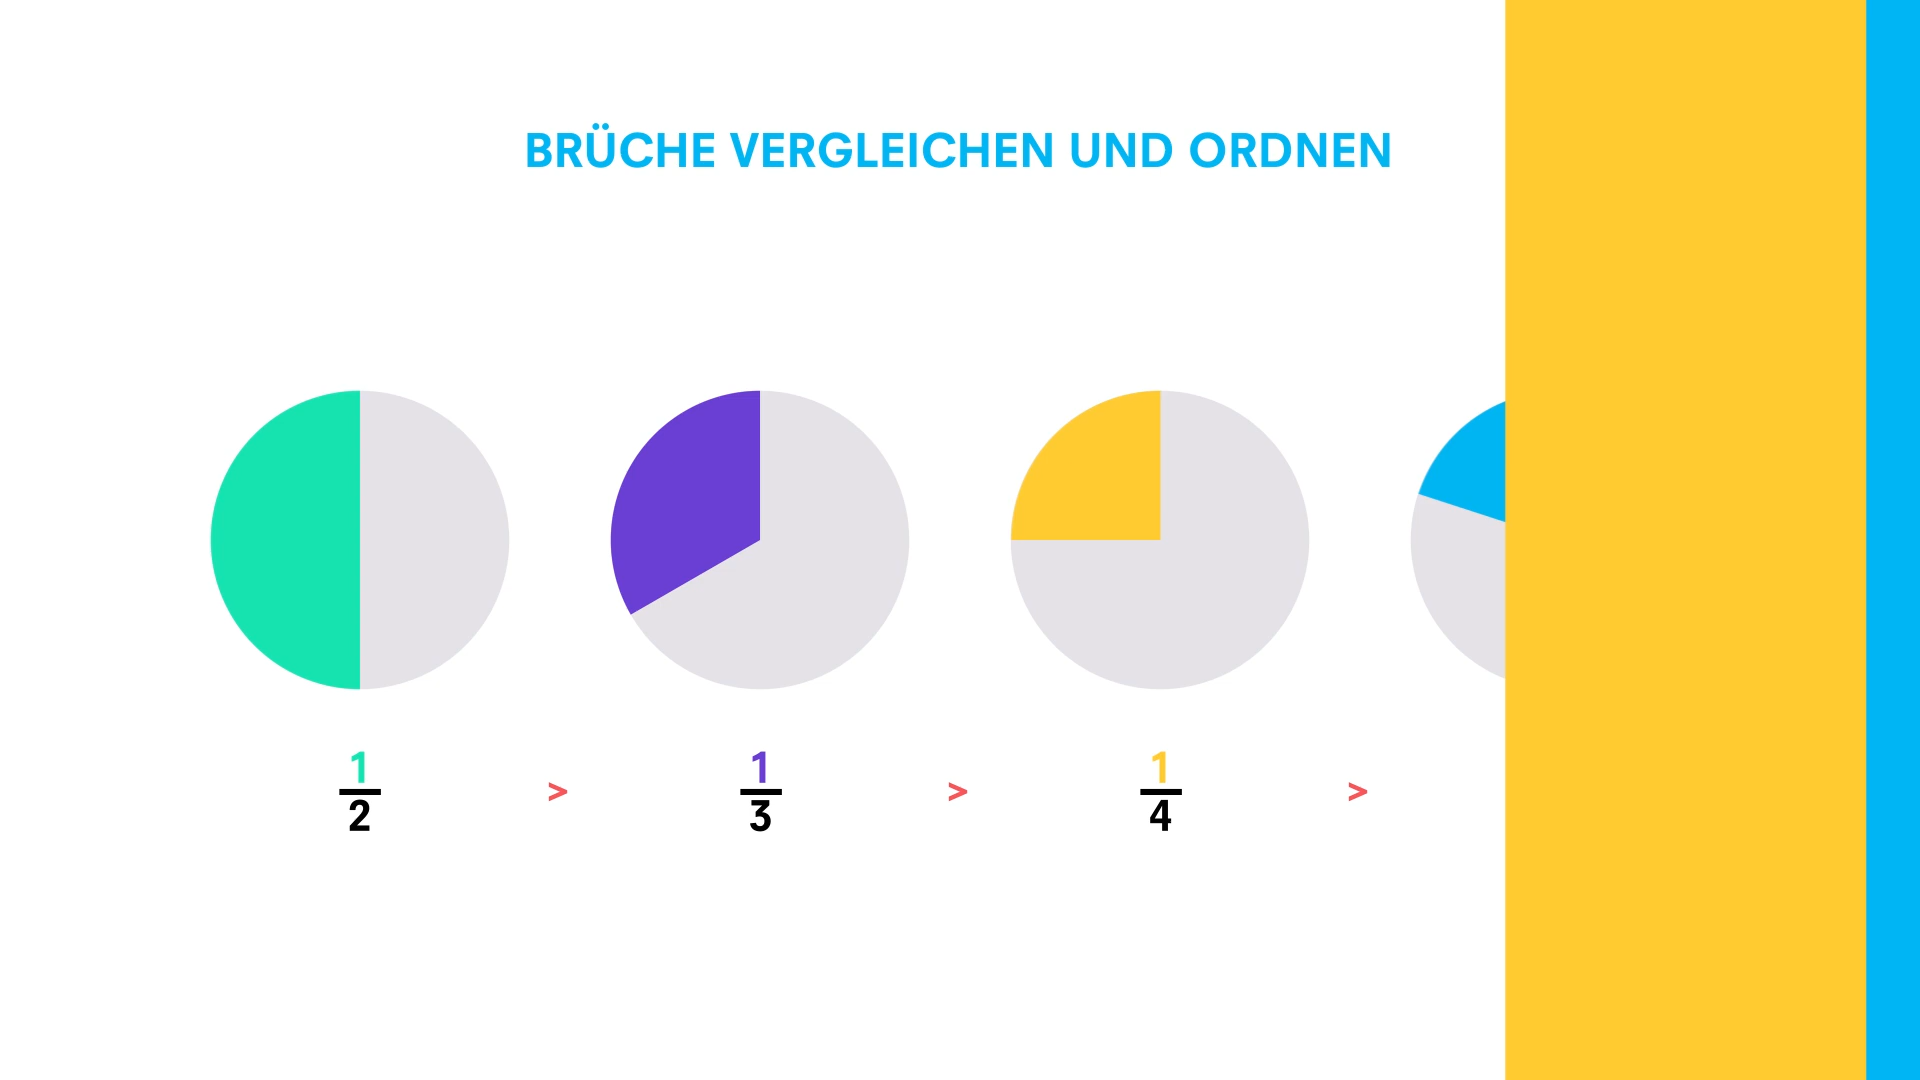 BRÜCHE VERGLEICHEN UND ORDNEN
1/2 > 1/3 > 1/4 >